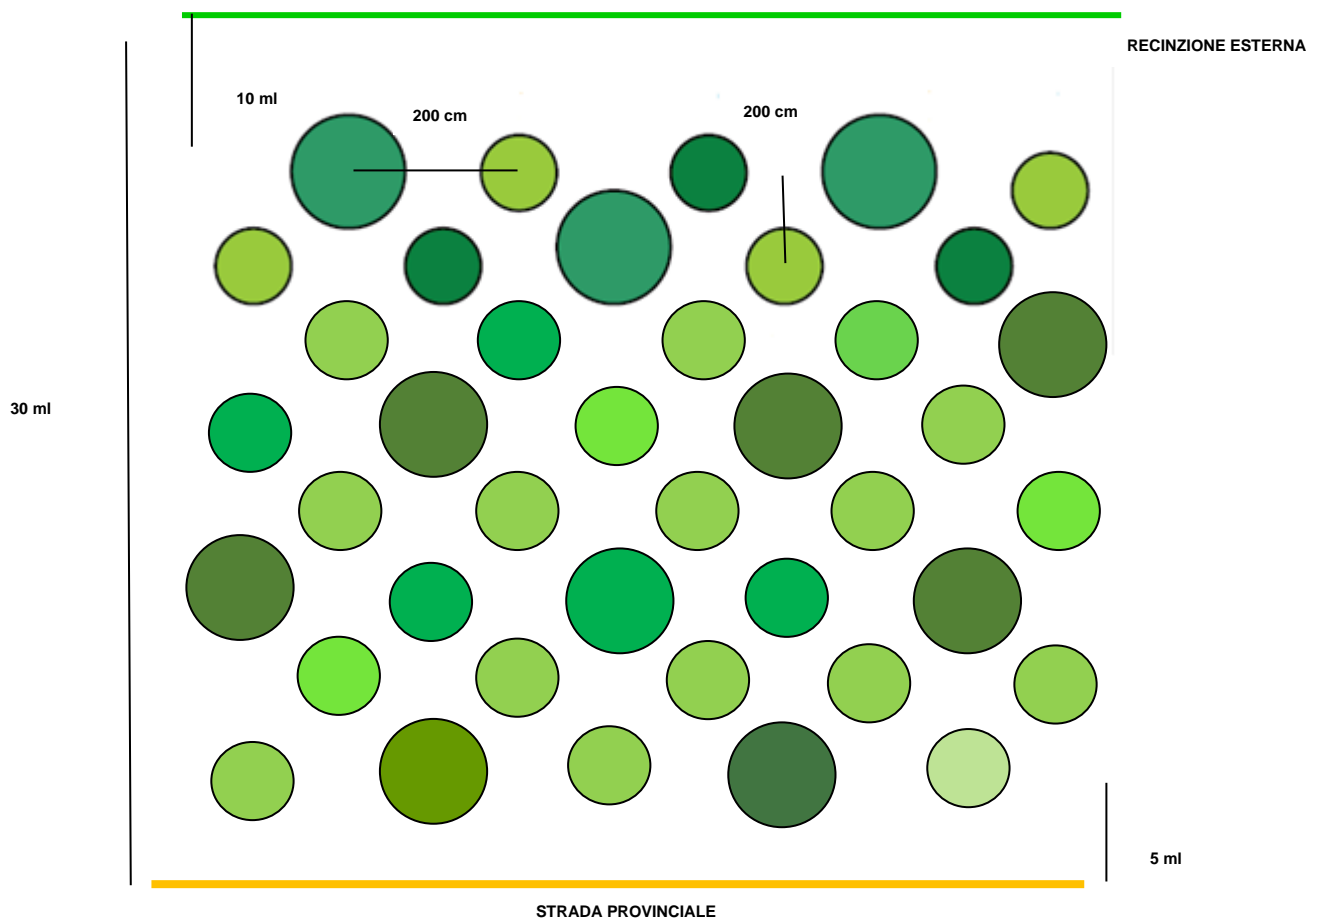 RECINZIONE ESTERNA
10 ml
200 cm
200 cm
30 ml
5 ml
STRADA PROVINCIALE